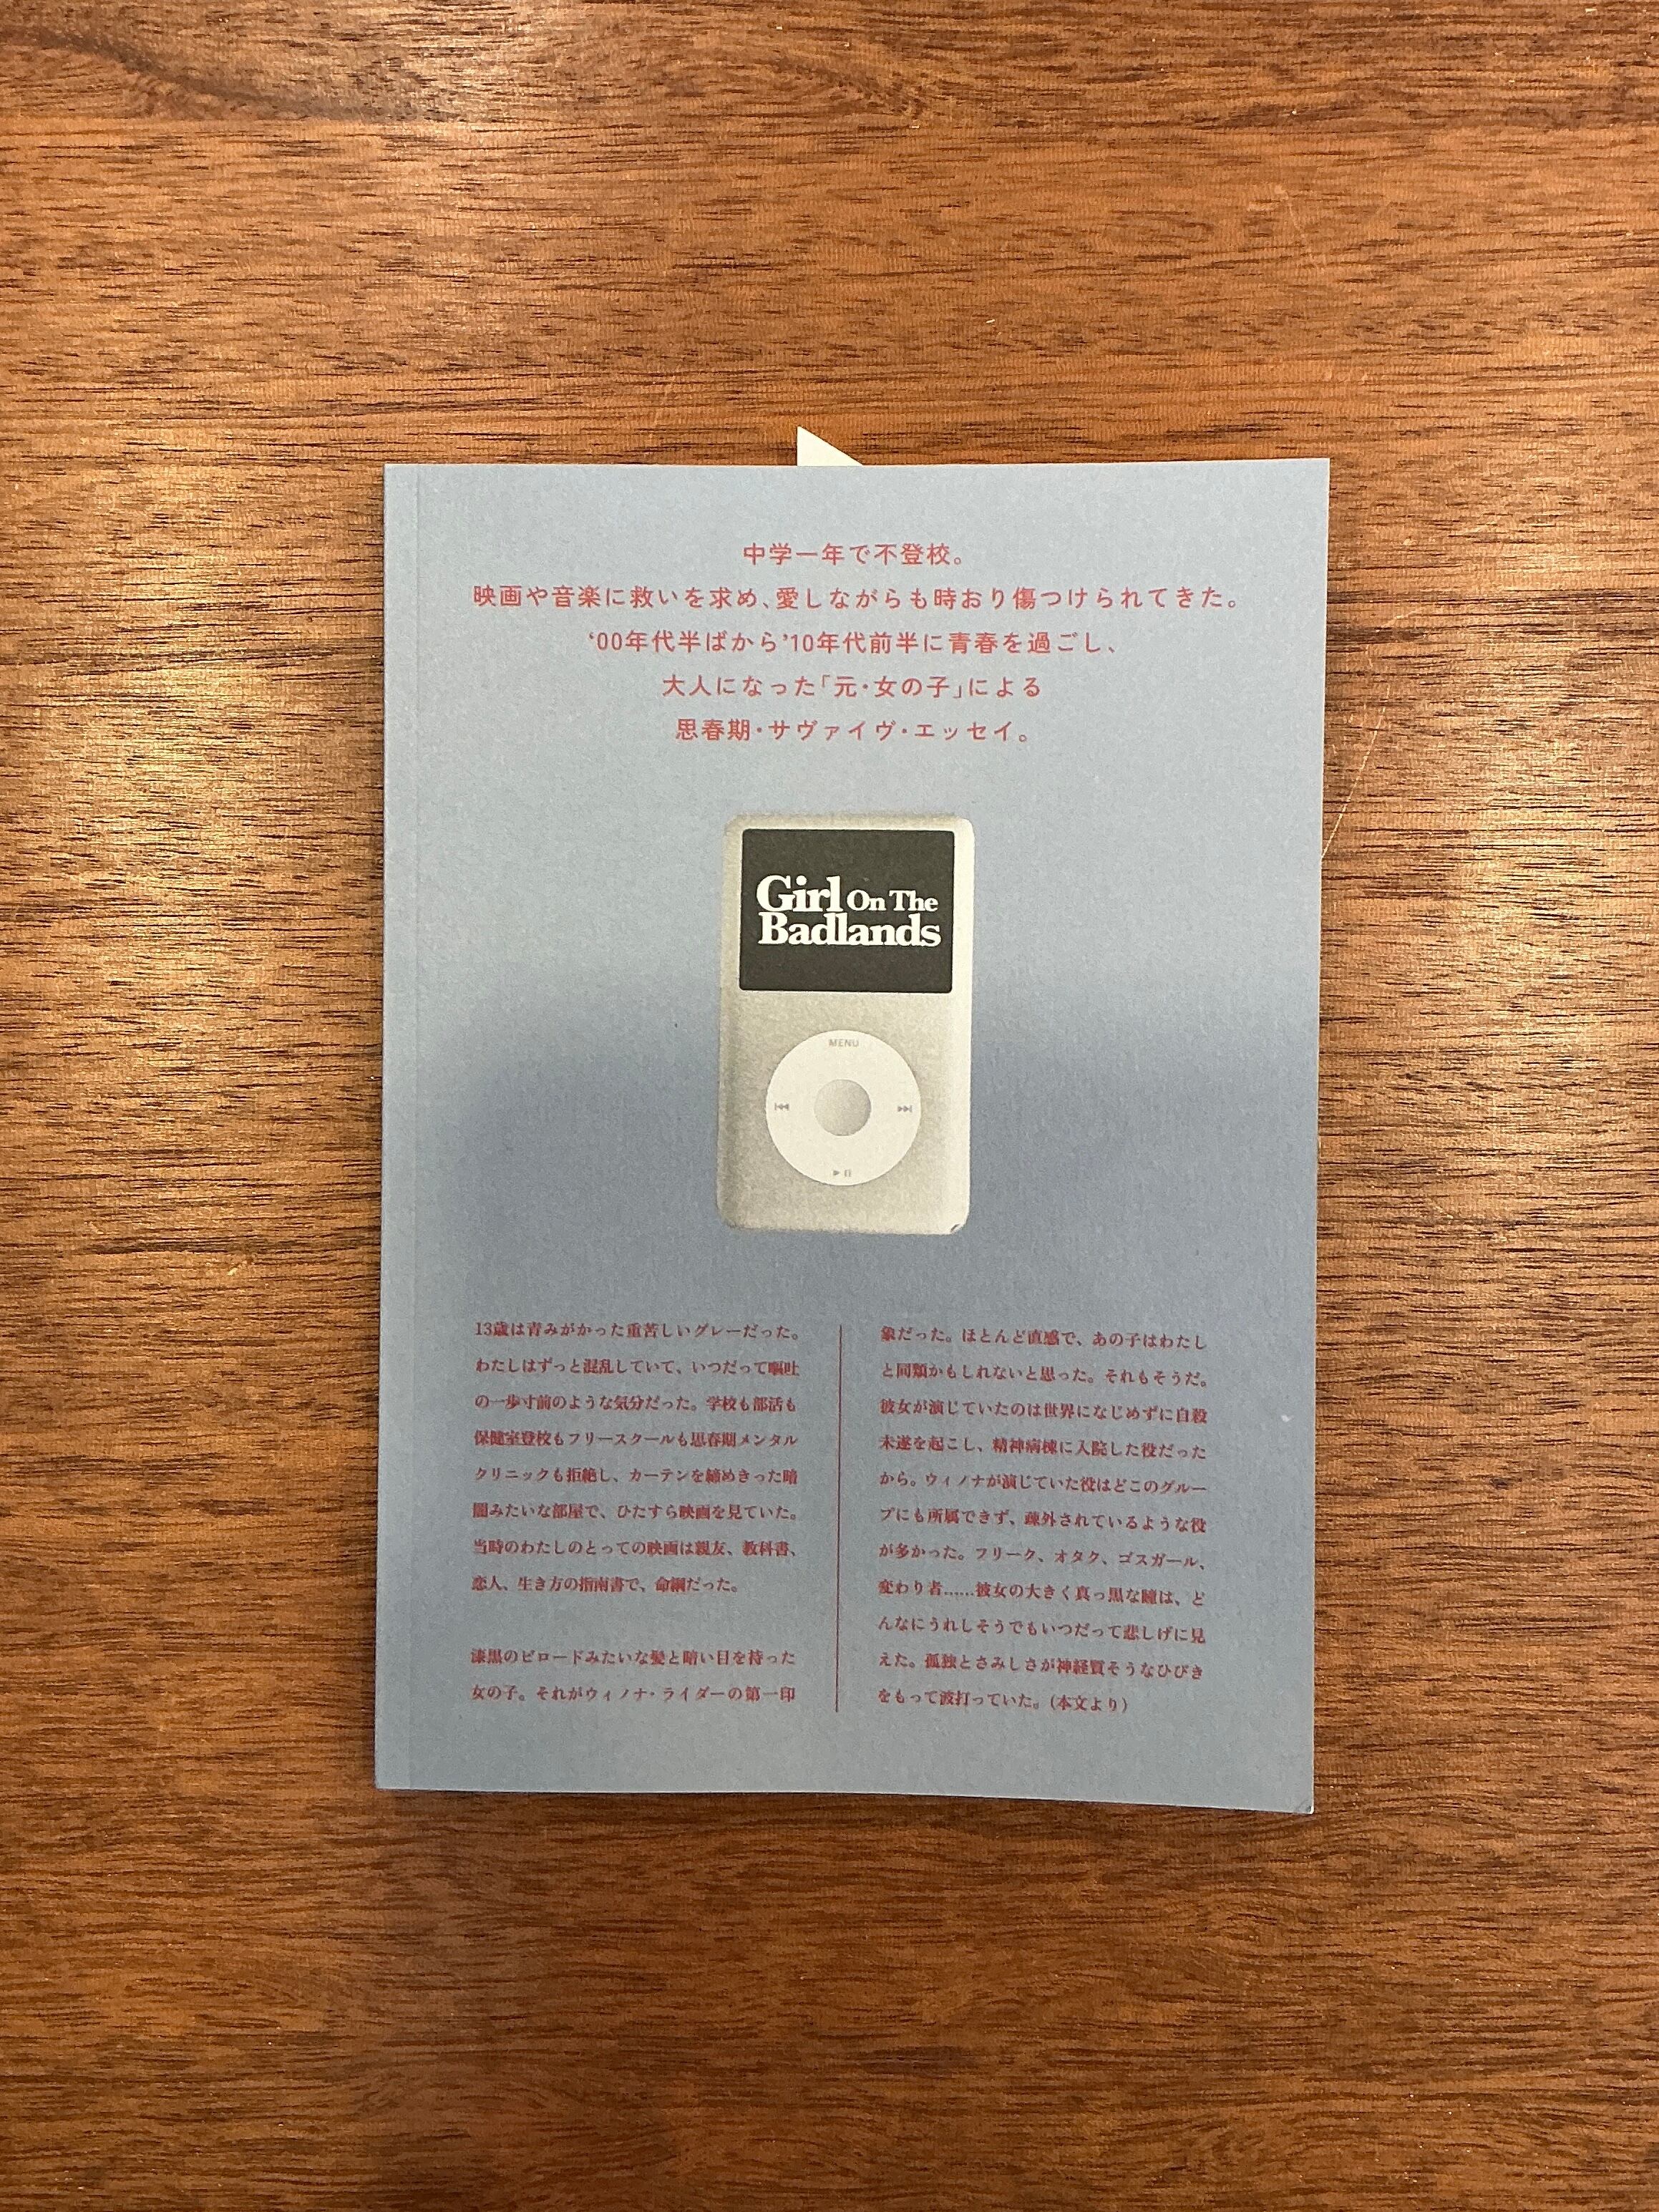 中学一年で不登校。
映画や音楽に救いを求め、愛しながらも時おり傷つけられてきた。
‘00年代半ばから’10年代前半に青春を過ごし、
大人になった「元・女の子」による
思春期・サヴァイヴ・エッセイ。
Girl On The
Badlands
MENU
13歳は青みがかった重苦しいグレーだった。
わたしはずっと混乱していて、いつだって嘔吐
の一歩寸前のような気分だった。学校も部活も
保健室登校もフリースクールも思春期メンタル
クリニックも拒絶し、カーテンを締めきった暗
闇みたいな部屋で、ひたすら映画を見ていた。
当時のわたしのとっての映画は親友、教科書、
恋人、生き方の指南書で、命綱だった。
漆黒のビロードみたいな髪と暗い目を持った
女の子。それがウィノナ・ライダーの第一印
象だった。ほとんど直感で、あの子はわたし
と同類かもしれないと思った。それもそうだ。
彼女が演じていたのは世界になじめずに自殺
未遂を起こし、精神病棟に入院した役だった
から。ウィノナが演じていた役はどこのグルー
プにも所属できず、疎外されているような役
が多かった。フリーク、オタク、ゴスガール、
変わり者……彼女の大きく真っ黒な瞳は、ど
んなにうれしそうでもいつだって悲しげに見
えた。孤独とさみしさが神経質そうなひびき
をもって波打っていた。(本文より)